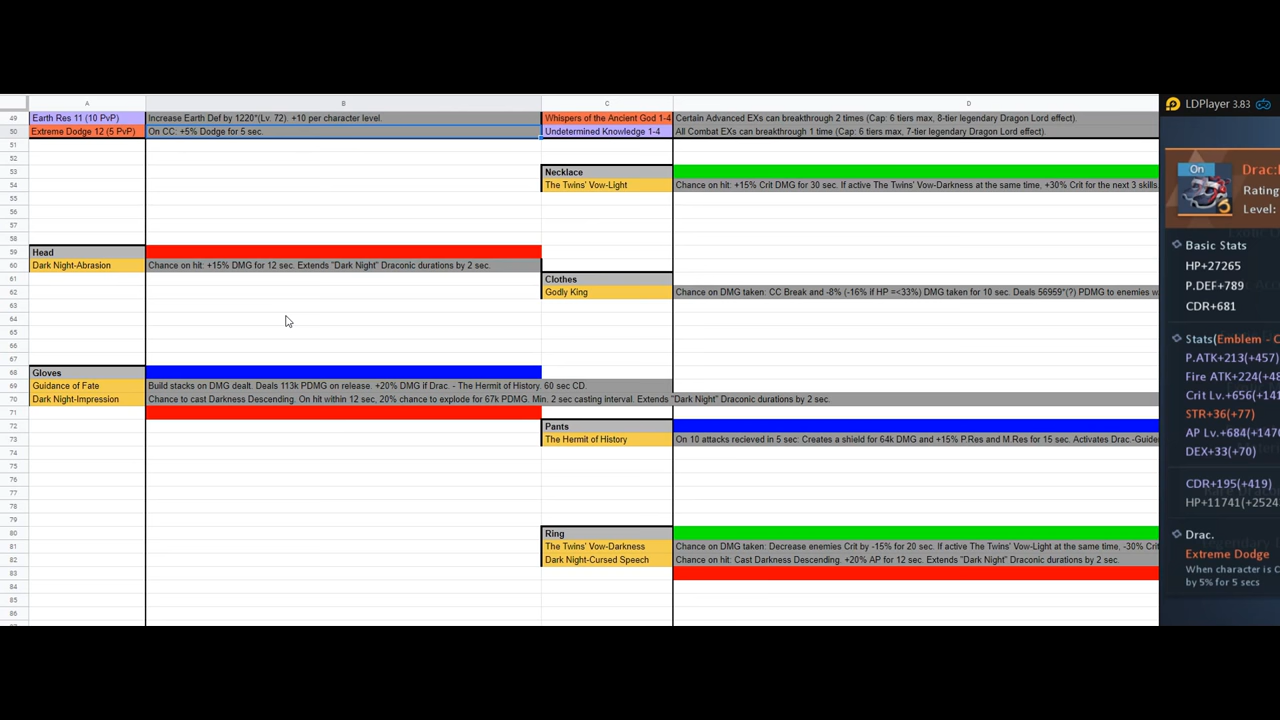 A B C D
49 Earth Res 11 (10 PvP) Increase Earth Def by 1220*(Lv. 72). +10 per character level. Whispers of the Ancient God 1-4 Certain Advanced EXs can breakthrough 2 times (Cap: 6 tiers max, 8-tier legendary Dragon Lord effect).
50 Extreme Dodge 12 (5 PvP) On CC: +5% Dodge for 5 sec. Undetermined Knowledge 1-4 All Combat EXs can breakthrough 1 time (Cap: 6 tiers max, 7-tier legendary Dragon Lord effect).
51
52
53 Necklace
54 The Twins' Vow-Light Chance on hit: +15% Crit DMG for 30 sec. If active The Twins' Vow-Darkness at the same time, +30% Crit for the next 3 skills.
55
56
57
58
59 Head
60 Dark Night-Abrasion Chance on hit: +15% DMG for 12 sec. Extends "Dark Night" Draconic durations by 2 sec.
61 Clothes
62 Godly King Chance on DMG taken: CC Break and -8% (-16% if HP =<33%) DMG taken for 10 sec. Deals 56959*(?) PDMG to enemies w
63
64
65
66
67
68 Gloves
69 Guidance of Fate Build stacks on DMG dealt. Deals 113k PDMG on release. +20% DMG if Drac. - The Hermit of History. 60 sec CD.
70 Dark Night-Impression Chance to cast Darkness Descending. On hit within 12 sec, 20% chance to explode for 67k PDMG. Min. 2 sec casting interval. Extends "Dark Night" Draconic durations by 2 sec.
71
72 Pants
73 The Hermit of History On 10 attacks recieved in 5 sec: Creates a shield for 64k DMG and +15% P.Res and M.Res for 15 sec. Activates Drac.-Guide
74
75
76
77
78
79
80 Ring
81 The Twins' Vow-Darkness Chance on DMG taken: Decrease enemies Crit by -15% for 20 sec. If active The Twins' Vow-Light at the same time, -30% Crit
82 Dark Night-Cursed Speech Chance on hit: Cast Darkness Descending. +20% AP for 12 sec. Extends "Dark Night" Draconic durations by 2 sec.
83
84
85
86
LDPlayer 3.83
On
Drac:
Rating
Level:
Basic Stats
HP+27265
P.DEF+789
CDR+681
Stats(Emblem - C
P.ATK+213(+457)
Fire ATK+224(+48
Crit Lv.+656(+141
STR+36(+77)
AP Lv.+684(+1470
DEX+33(+70)
CDR+195(+419)
HP+11741(+2524
Drac.
Extreme Dodge
When character is C
by 5% for 5 secs